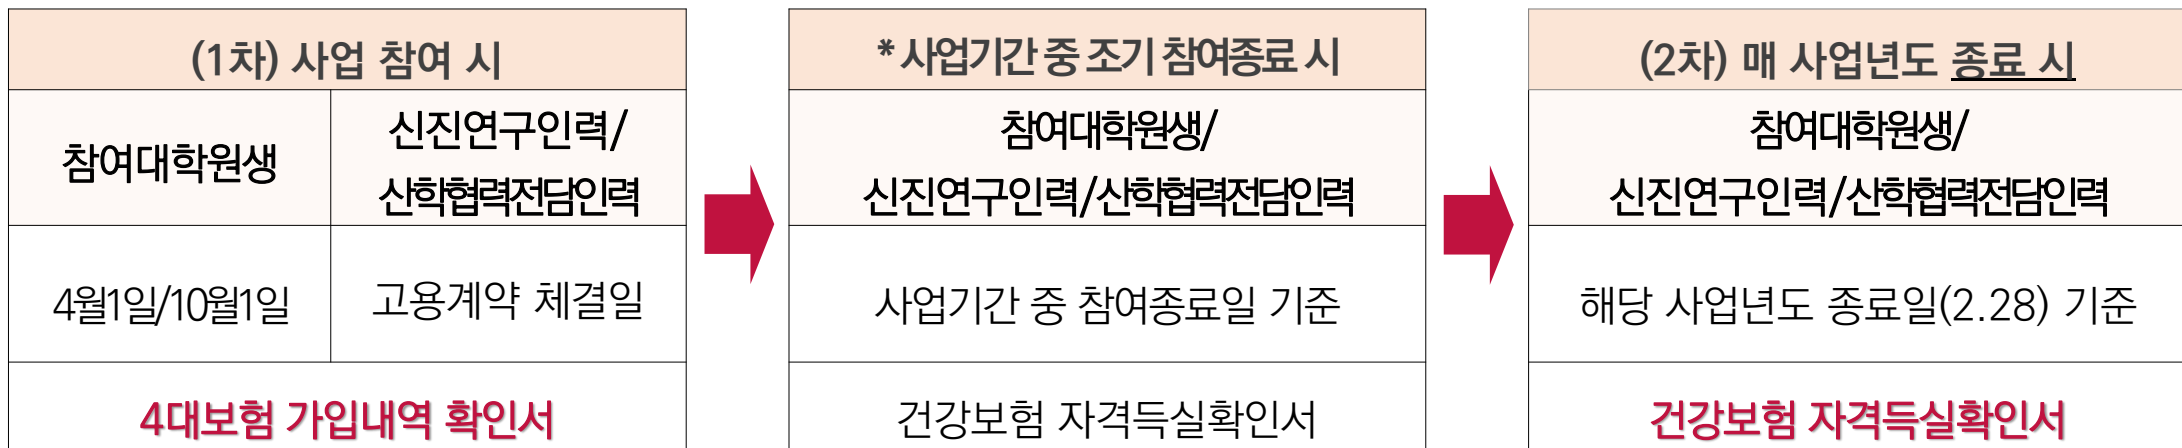 (1차) 사업 참여 시
참여대학원생
신진연구인력/
산학협력전담인력
4월1일/10월1일
고용계약 체결일
4대보험 가입내역 확인서
* 사업기간 중 조기 참여종료 시
참여대학원생/
신진연구인력/산학협력전담인력
사업기간 중 참여종료일 기준
건강보험 자격득실확인서
(2차) 매 사업년도 종료 시
참여대학원생/
신진연구인력/산학협력전담인력
해당 사업년도 종료일(2.28) 기준
건강보험 자격득실확인서